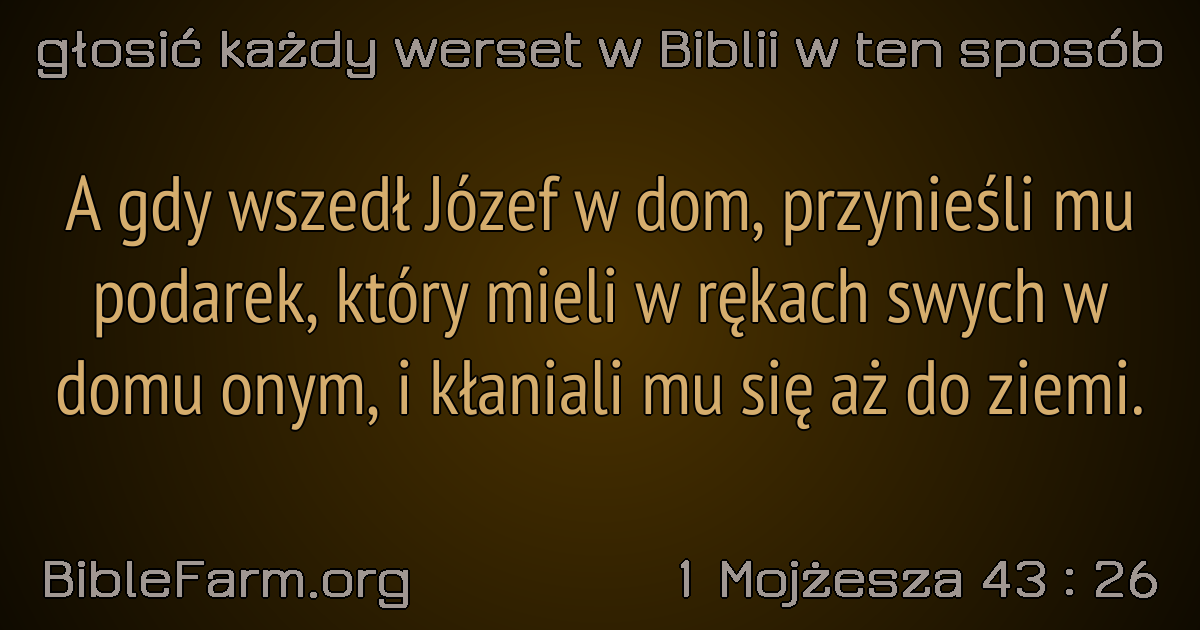 głosić każdy werset w Biblii w ten sposób
A gdy wszedł Józef w dom, przynieśli mu
podarek, który mieli w rękach swych w
domu onym, i kłaniali mu się aż do ziemi.
BibleFarm.org
1 Mojżesza 43 : 26